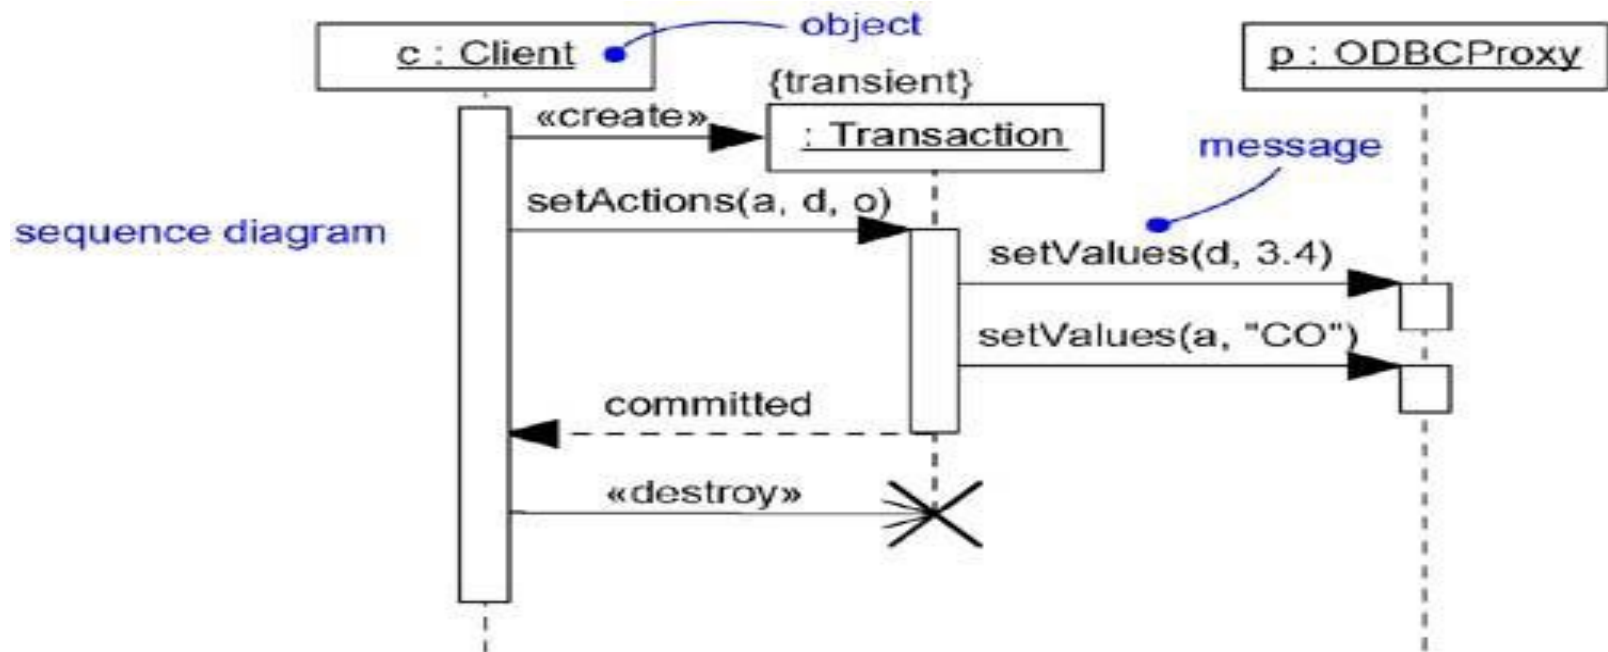 object
c : Client
p : ODBCProxy
{transient}
«create»
: Transaction
message
setActions(a, d, o)
sequence diagram
setValues(d, 3.4)
setValues(a, "CO")
committed
«destroy»